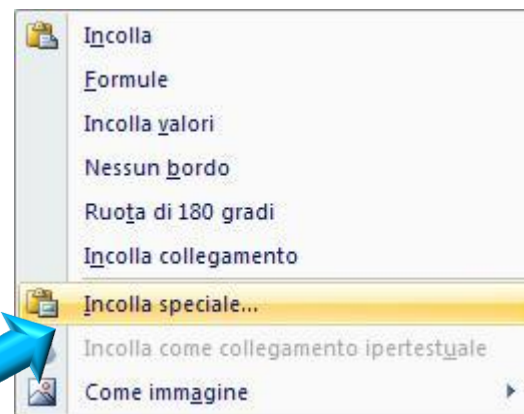 Incolla
Formule
Incolla valori
Nessun bordo
Ruota di 180 gradi
Incolla collegamento
Incolla speciale...
Incolla come collegamento ipertestuale
Come immagine